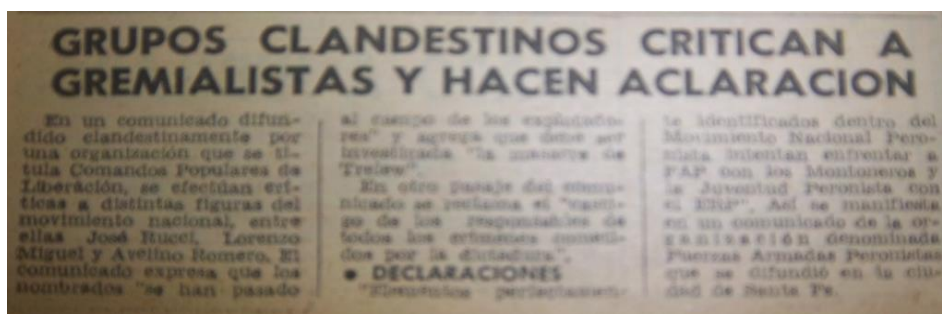 GRUPOS CLANDESTINOS CRITICAN A
GREMIALISTAS Y HACEN ACLARACION
En un comunicado difun-
dido clandestinamente por
una organización que se ti-
tula Comandos Populares de
Liberación, se efectúan crí-
ticas a distintas figuras del
movimiento nacional, entre
ellas José Rucci, Lorenzo
Miguel y Avelino Romero. El
comunicado expresa que los
nombrados "se han pasado
al campo de los explotado-
res" y agrega que debe ser
investigada "la masacre de
Trelew".
En otro pasaje del comu-
nicado se reclama el "casti-
go de los responsables de
todos los crímenes cometi-
dos por la dictadura".
● DECLARACIONES
"Elementos perfectamen-
te identificados dentro del
Movimiento Nacional Pero-
nista intentan enfrentar a
FAP con los Montoneros y
la Juventud Peronista con
el ERP". Así se manifiesta
en un comunicado de la or-
ganización denominada
Fuerzas Armadas Peronistas
que se difundió en la ciu-
dad de Santa Fe.